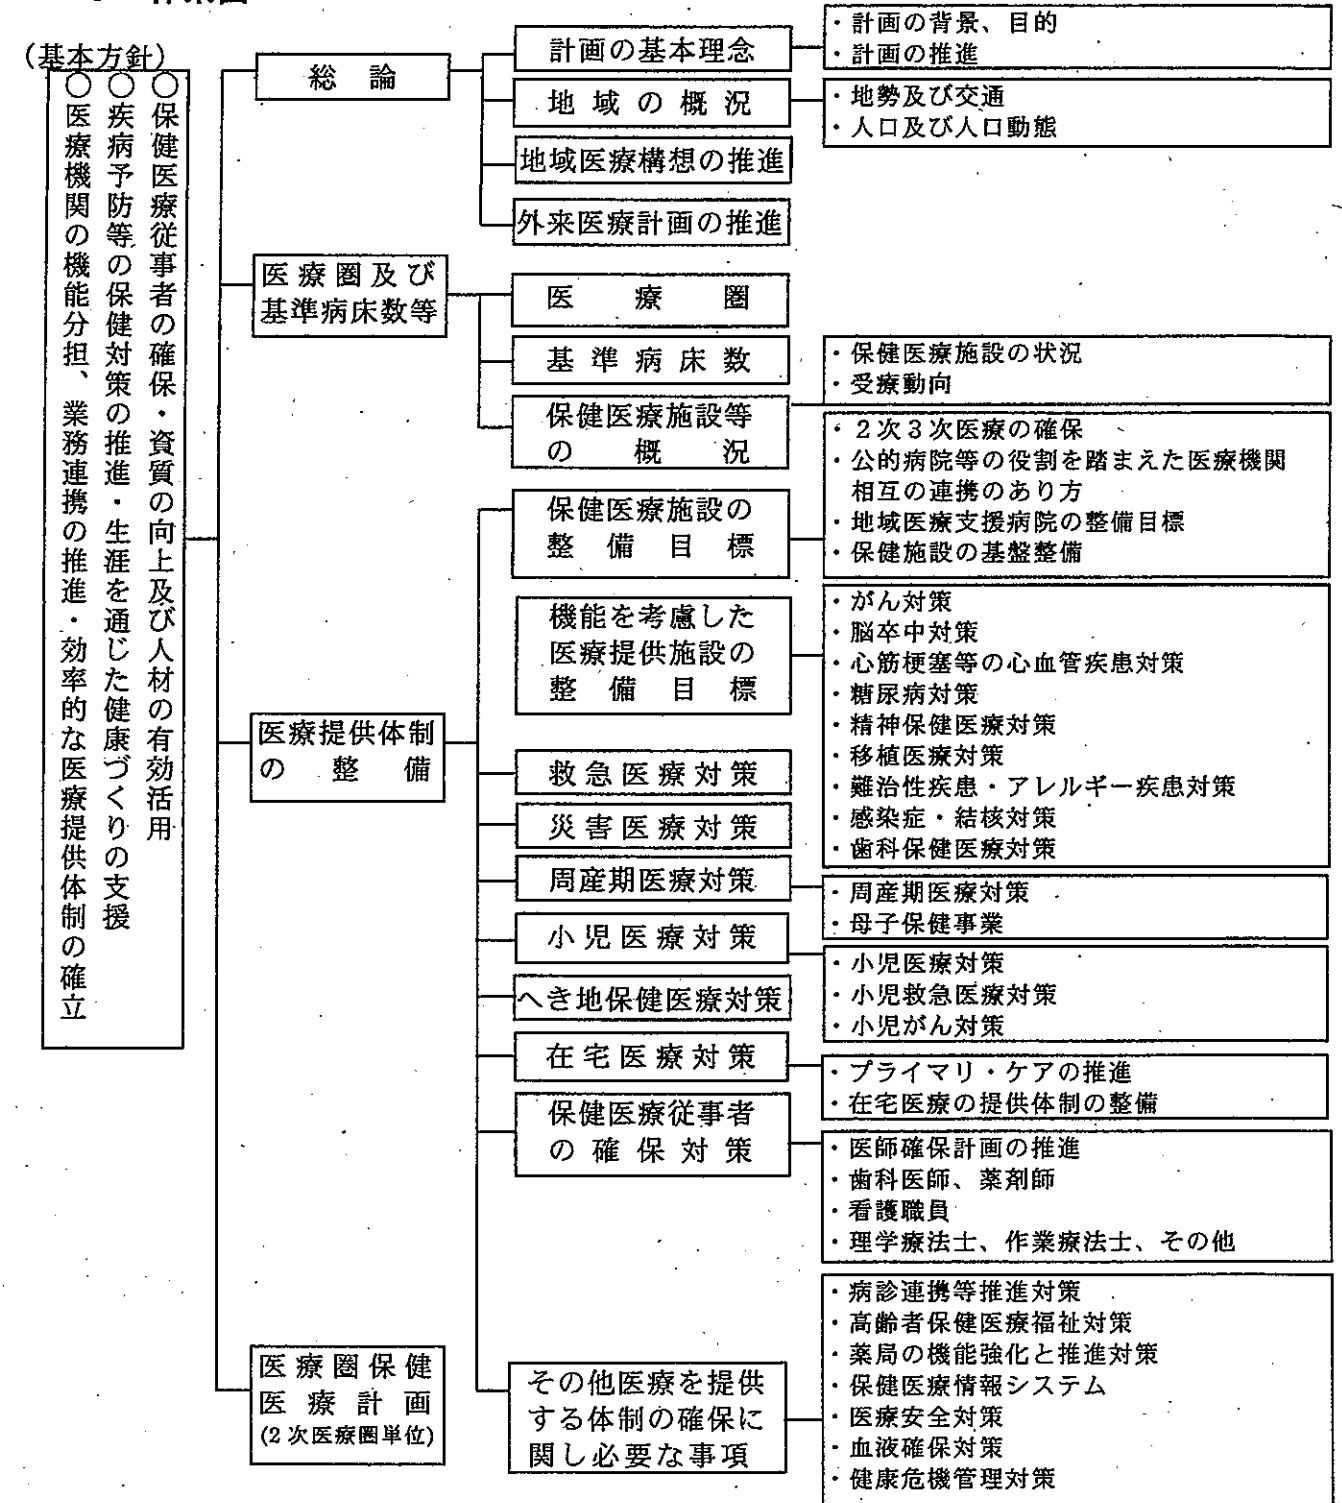 （基本方針）
○保健医療従事者の確保・資質の向上及び人材の有効活用
○疾病予防等の保健対策の推進・生涯を通じた健康づくりの支援
○医療機関の機能分担、業務連携の推進・効率的な医療提供体制の確立
総論
計画の基本理念
・計画の背景、目的
・計画の推進
地域の概況
・地勢及び交通
・人口及び人口動態
地域医療構想の推進
外来医療計画の推進
医療圏及び
基準病床数等
医療圏
基準病床数
保健医療施設等
の概況
・保健医療施設の状況
・受療動向
医療提供体制
の整備
保健医療施設の
整備目標
・２次３次医療の確保
・公的病院等の役割を踏まえた医療機関
相互の連携のあり方
・地域医療支援病院の整備目標
・保健施設の基盤整備
機能を考慮した
医療提供施設の
整備目標
・がん対策
・脳卒中対策
・心筋梗塞等の心血管疾患対策
・糖尿病対策
・精神保健医療対策
・移植医療対策
・難治性疾患・アレルギー疾患対策
・感染症・結核対策
・歯科保健医療対策
救急医療対策
災害医療対策
周産期医療対策
・周産期医療対策
・母子保健事業
小児医療対策
・小児医療対策
・小児救急医療対策
・小児がん対策
へき地保健医療対策
在宅医療対策
・プライマリ・ケアの推進
・在宅医療の提供体制の整備
保健医療従事者
の確保対策
・医師確保計画の推進
・歯科医師、薬剤師
・看護職員
・理学療法士、作業療法士、その他
その他医療を提供
する体制の確保に
関し必要な事項
・病診連携等推進対策
・高齢者保健医療福祉対策
・薬局の機能強化と推進対策
・保健医療情報システム
・医療安全対策
・血液確保対策
・健康危機管理対策
医療圏保健
医療計画
(２次医療圏単位)